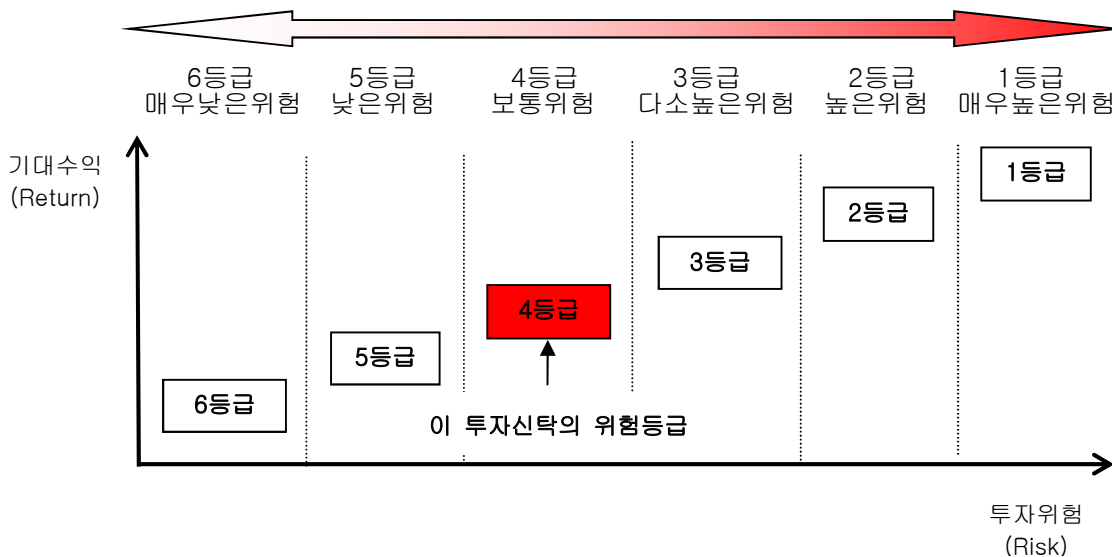 6등급 5등급 4등급 3등급 2등급 1등급
매우낮은위험 낮은위험 보통위험 다소높은위험 높은위험 매우높은위험
기대수익
(Return)
1등급
2등급
3등급
4등급
5등급
6등급
이 투자신탁의 위험등급
투자위험
(Risk)